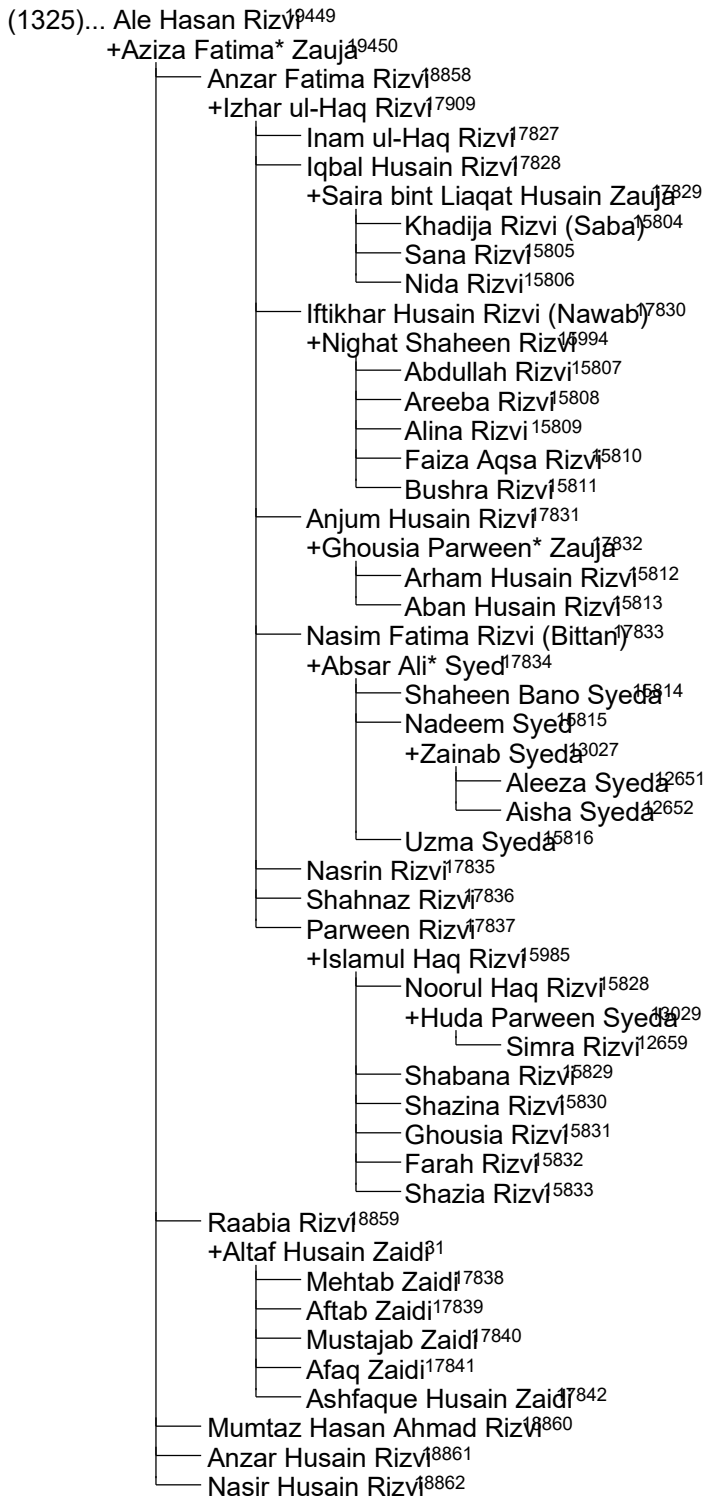 (1325)... Ale Hasan Rizvi19449
+Aziza Fatima* Zauja19450
Anzar Fatima Rizvi18858
+Izhar ul-Haq Rizvi17909
Inam ul-Haq Rizvi17827
Iqbal Husain Rizvi17828
+Saira bint Liaqat Husain Zauja17829
Khadija Rizvi (Saba)15804
Sana Rizvi15805
Nida Rizvi15806
Iftikhar Husain Rizvi (Nawab)17830
+Nighat Shaheen Rizvi15994
Abdullah Rizvi15807
Areeba Rizvi15808
Alina Rizvi15809
Faiza Aqsa Rizvi15810
Bushra Rizvi15811
Anjum Husain Rizvi17831
+Ghousia Parween* Zauja17832
Arham Husain Rizvi15812
Aban Husain Rizvi15813
Nasim Fatima Rizvi (Bittan)17833
+Absar Ali* Syed17834
Shaheen Bano Syeda15814
Nadeem Syed15815
+Zainab Syeda13027
Aleeza Syeda12651
Aisha Syeda12652
Uzma Syeda15816
Nasrin Rizvi17835
Shahnaz Rizvi17836
Parween Rizvi17837
+Islamul Haq Rizvi15985
Noorul Haq Rizvi15828
+Huda Parween Syeda13029
Simra Rizvi12659
Shabana Rizvi15829
Shazina Rizvi15830
Ghousia Rizvi15831
Farah Rizvi15832
Shazia Rizvi15833
Raabia Rizvi18859
+Altaf Husain Zaidi31
Mehtab Zaidi17838
Aftab Zaidi17839
Mustajab Zaidi17840
Afaq Zaidi17841
Ashfaque Husain Zaidi17842
Mumtaz Hasan Ahmad Rizvi18860
Anzar Husain Rizvi18861
Nasir Husain Rizvi18862